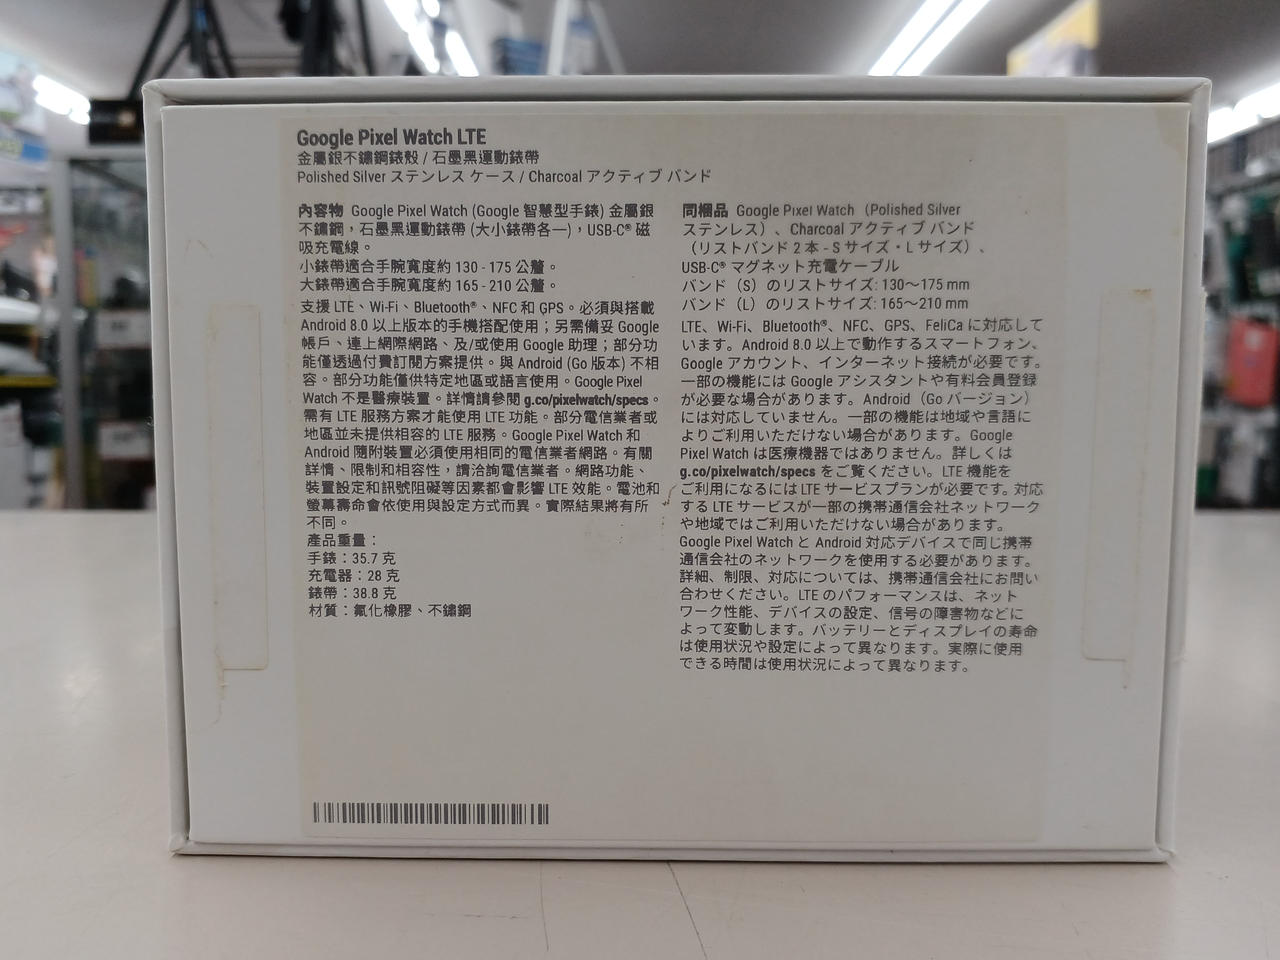 Google Pixel Watch LTE
金屬銀不鏽鋼錶殼 / 石墨黑運動錶帶
Polished Silver ステンレス ケース / Charcoal アクティブ バンド
內容物 Google Pixel Watch (Google 智慧型手錶) 金屬銀
不鏽鋼，石墨黑運動錶帶 (大小錶帶各一)，USB-C® 磁
吸充電線。
小錶帶適合手腕寬度約 130 - 175 公釐。
大錶帶適合手腕寬度約 165 - 210 公釐。
支援 LTE、Wi-Fi、Bluetooth®、NFC 和 GPS。必須與搭載
Android 8.0 以上版本的手機搭配使用；另需備妥 Google
帳戶、連上網際網路、及/或使用 Google 助理；部分功
能僅透過付費訂閱方案提供。與 Android (Go 版本) 不相
容。部分功能僅供特定地區或語言使用。Google Pixel
Watch 不是醫療裝置。詳情請參閱 g.co/pixelwatch/specs。
需有 LTE 服務方案才能使用 LTE 功能。部分電信業者或
地區並未提供相容的 LTE 服務。Google Pixel Watch 和
Android 隨附裝置必須使用相同的電信業者網路。有關
詳情、限制和相容性，請洽詢電信業者。網路功能、
裝置設定和訊號阻礙等因素都會影響 LTE 效能。電池和
螢幕壽命會依使用與設定方式而異。實際結果將有所
不同。
產品重量：
手錶：35.7 克
充電器：28 克
錶帶：38.8 克
材質：氟化橡膠、不鏽鋼
同梱品 Google Pixel Watch （Polished Silver
ステンレス）、Charcoal アクティブ バンド
（リストバンド 2 本 - S サイズ・L サイズ）、
USB-C® マグネット充電ケーブル
バンド（S）のリストサイズ: 130～175 mm
バンド（L）のリストサイズ: 165～210 mm
LTE、Wi-Fi、Bluetooth®、NFC、GPS、FeliCa に対応して
います。Android 8.0 以上で動作するスマートフォン、
Google アカウント、インターネット接続が必要です。
一部の機能には Google アシスタントや有料会員登録
が必要な場合があります。Android（Go バージョン）
には対応していません。一部の機能は地域や言語に
よりご利用いただけない場合があります。Google
Pixel Watch は医療機器ではありません。詳しくは
g.co/pixelwatch/specs をご覧ください。LTE 機能を
ご利用になるには LTE サービスプランが必要です。対応
する LTE サービスが一部の携帯通信会社ネットワーク
や地域ではご利用いただけない場合があります。
Google Pixel Watch と Android 対応デバイスで同じ携帯
通信会社のネットワークを使用する必要があります。
詳細、制限、対応については、携帯通信会社にお問い
合わせください。LTE のパフォーマンスは、ネット
ワーク性能、デバイスの設定、信号の障害物などに
よって変動します。バッテリーとディスプレイの寿命
は使用状況や設定によって異なります。実際に使用
できる時間は使用状況によって異なります。